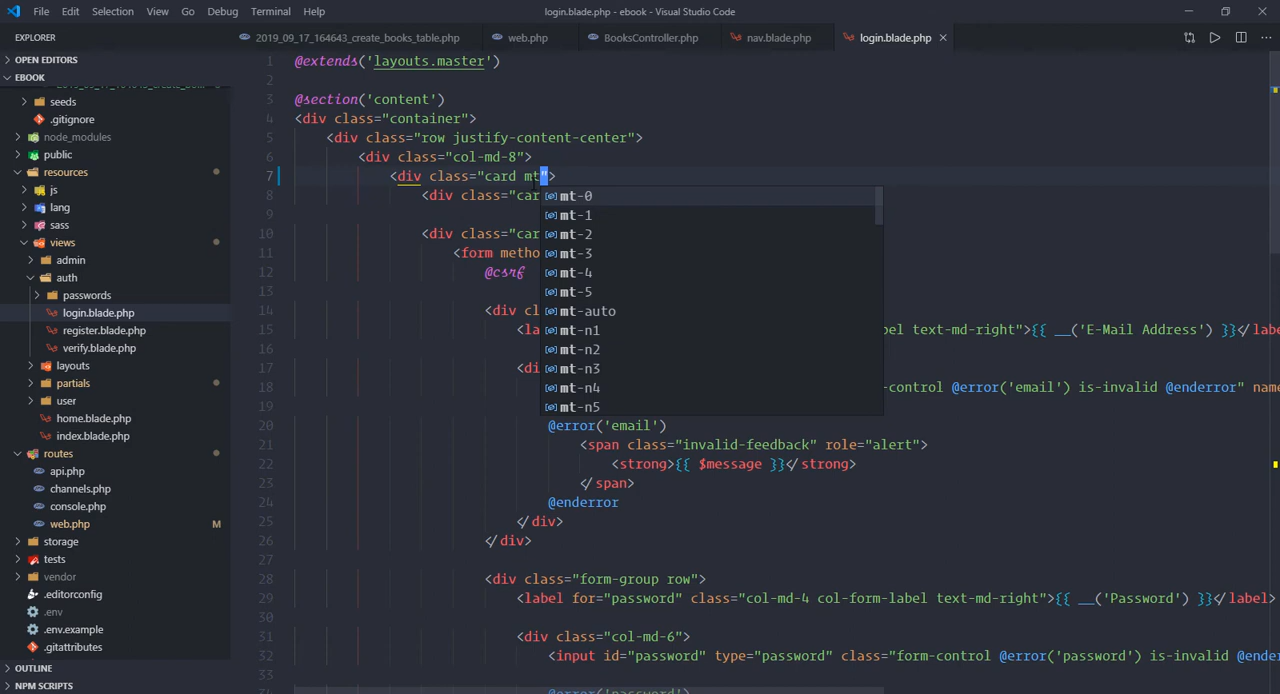 File Edit Selection View Go Debug Terminal Help login.blade.php - ebook - Visual Studio Code
EXPLORER 2019_09_17_164643_create_books_table.php web.php BooksController.php nav.blade.php login.blade.php
OPEN EDITORS
EBOOK
seeds
.gitignore
node_modules
public
resources
js
lang
sass
views
admin
auth
passwords
login.blade.php
register.blade.php
verify.blade.php
layouts
partials
user
home.blade.php
index.blade.php
routes
api.php
channels.php
console.php
web.php M
storage
tests
vendor
.editorconfig
.env
.env.example
.gitattributes
OUTLINE
NPM SCRIPTS
1 @extends('layouts.master')
2
3 @section('content')
4 <div class="container">
5 <div class="row justify-content-center">
6 <div class="col-md-8">
7 <div class="card mt">
8 <div class="car
9
10 <div class="car
11 <form metho
12 @csrf
13
14 <div cl
15 <la bel text-md-right">{{ __('E-Mail Address') }}</labe
16
17 <di
18 -control @error('email') is-invalid @enderror" nam
19
20 @error('email')
21 <span class="invalid-feedback" role="alert">
22 <strong>{{ $message }}</strong>
23 </span>
24 @enderror
25 </div>
26 </div>
27
28 <div class="form-group row">
29 <label for="password" class="col-md-4 col-form-label text-md-right">{{ __('Password') }}</label>
30
31 <div class="col-md-6">
32 <input id="password" type="password" class="form-control @error('password') is-invalid @ende
33
34 @error('password')
mt-0
mt-1
mt-2
mt-3
mt-4
mt-5
mt-auto
mt-n1
mt-n2
mt-n3
mt-n4
mt-n5